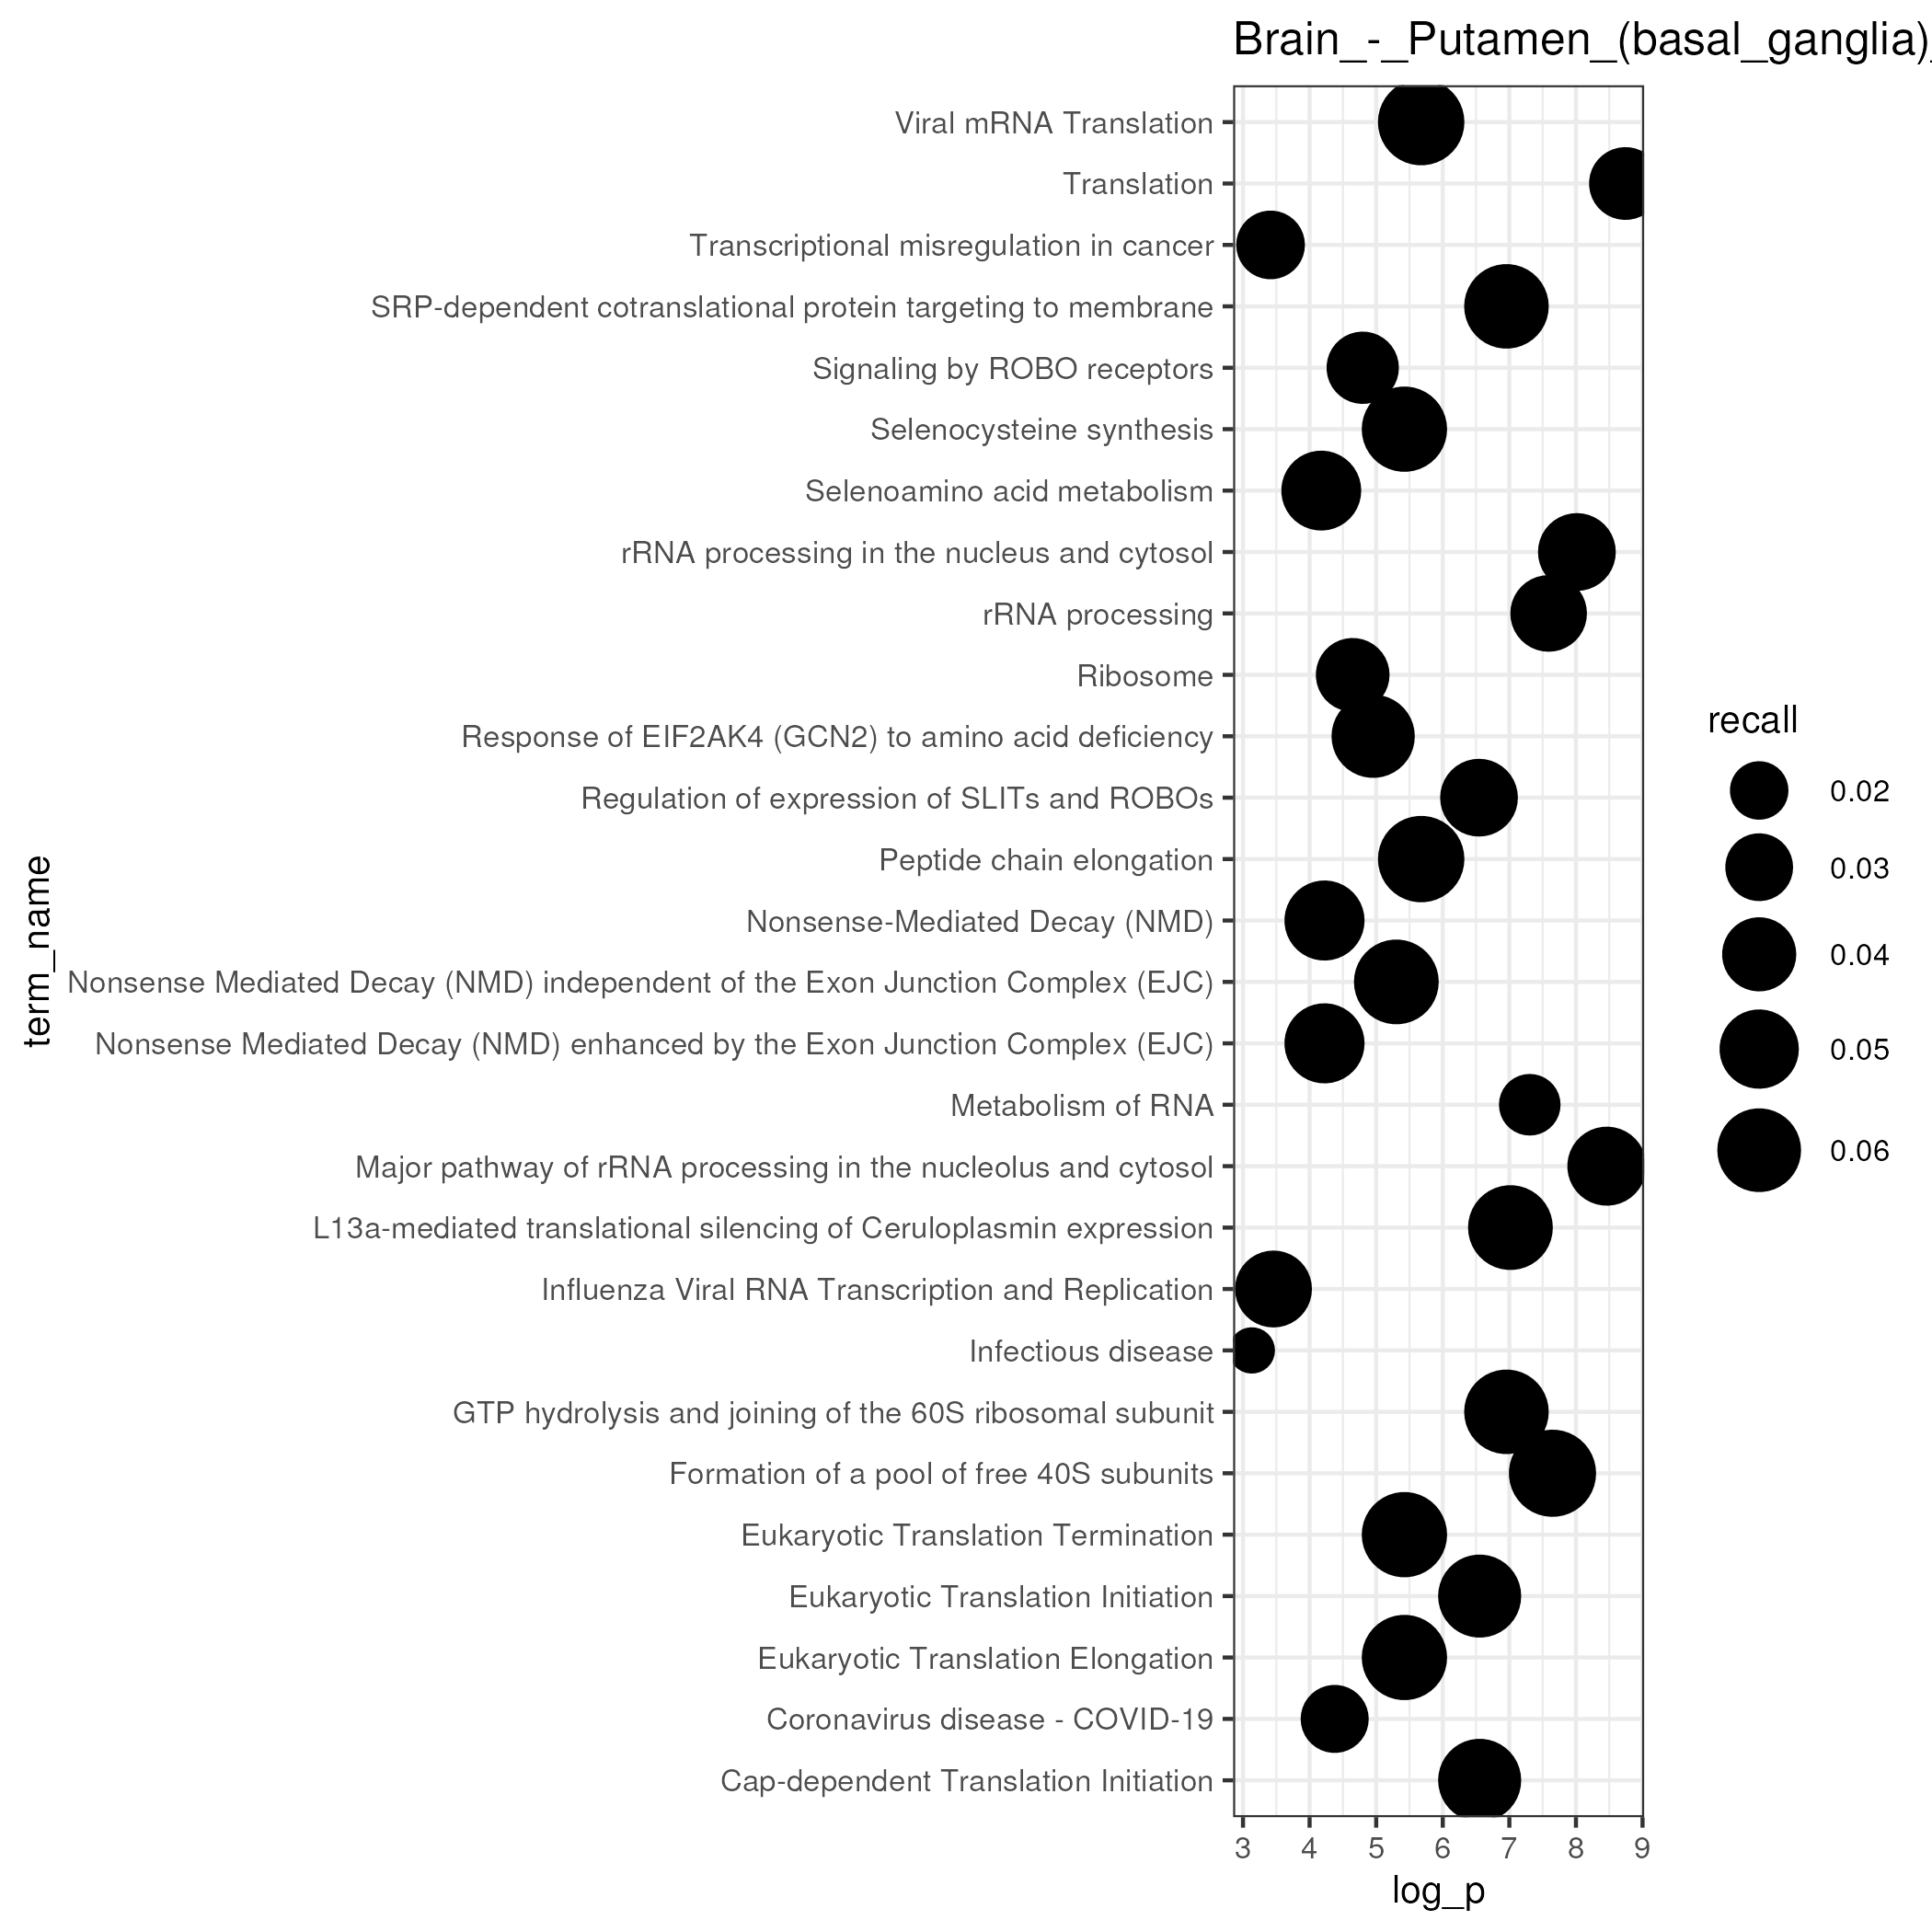 Brain_-_Putamen_(basal_ganglia)_
Viral mRNA Translation
Translation
Transcriptional misregulation in cancer
SRP-dependent cotranslational protein targeting to membrane
Signaling by ROBO receptors
Selenocysteine synthesis
Selenoamino acid metabolism
rRNA processing in the nucleus and cytosol
rRNA processing
Ribosome
Response of EIF2AK4 (GCN2) to amino acid deficiency
Regulation of expression of SLITs and ROBOs
Peptide chain elongation
Nonsense-Mediated Decay (NMD)
Nonsense Mediated Decay (NMD) independent of the Exon Junction Complex (EJC)
Nonsense Mediated Decay (NMD) enhanced by the Exon Junction Complex (EJC)
Metabolism of RNA
Major pathway of rRNA processing in the nucleolus and cytosol
L13a-mediated translational silencing of Ceruloplasmin expression
Influenza Viral RNA Transcription and Replication
Infectious disease
GTP hydrolysis and joining of the 60S ribosomal subunit
Formation of a pool of free 40S subunits
Eukaryotic Translation Termination
Eukaryotic Translation Initiation
Eukaryotic Translation Elongation
Coronavirus disease - COVID-19
Cap-dependent Translation Initiation
term_name
3 4 5 6 7 8 9
log_p
recall
0.02
0.03
0.04
0.05
0.06